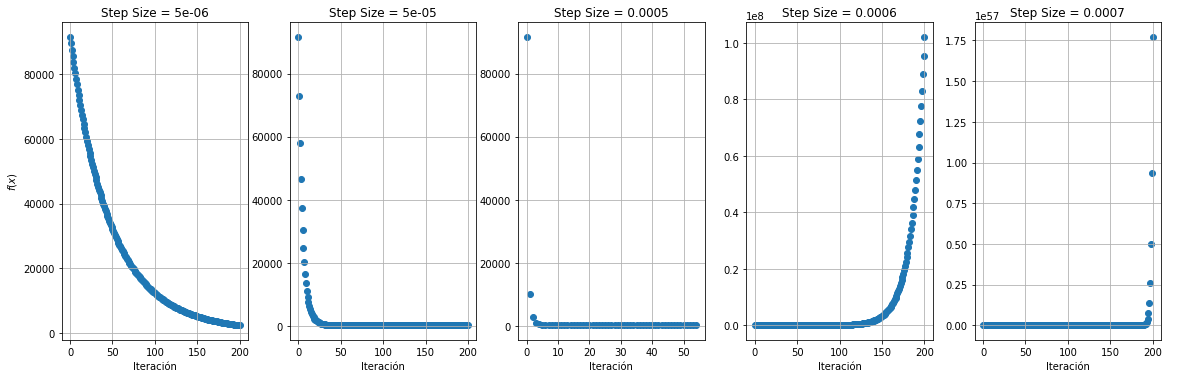 Step Size = 5e-06
f(x)
80000
60000
40000
20000
0
0 50 100 150 200
Iteración
Step Size = 5e-05
80000
60000
40000
20000
0
0 50 100 150 200
Iteración
Step Size = 0.0005
80000
60000
40000
20000
0
0 10 20 30 40 50
Iteración
1e8
Step Size = 0.0006
1.0
0.8
0.6
0.4
0.2
0.0
0 50 100 150 200
Iteración
1e57
Step Size = 0.0007
1.75
1.50
1.25
1.00
0.75
0.50
0.25
0.00
0 50 100 150 200
Iteración